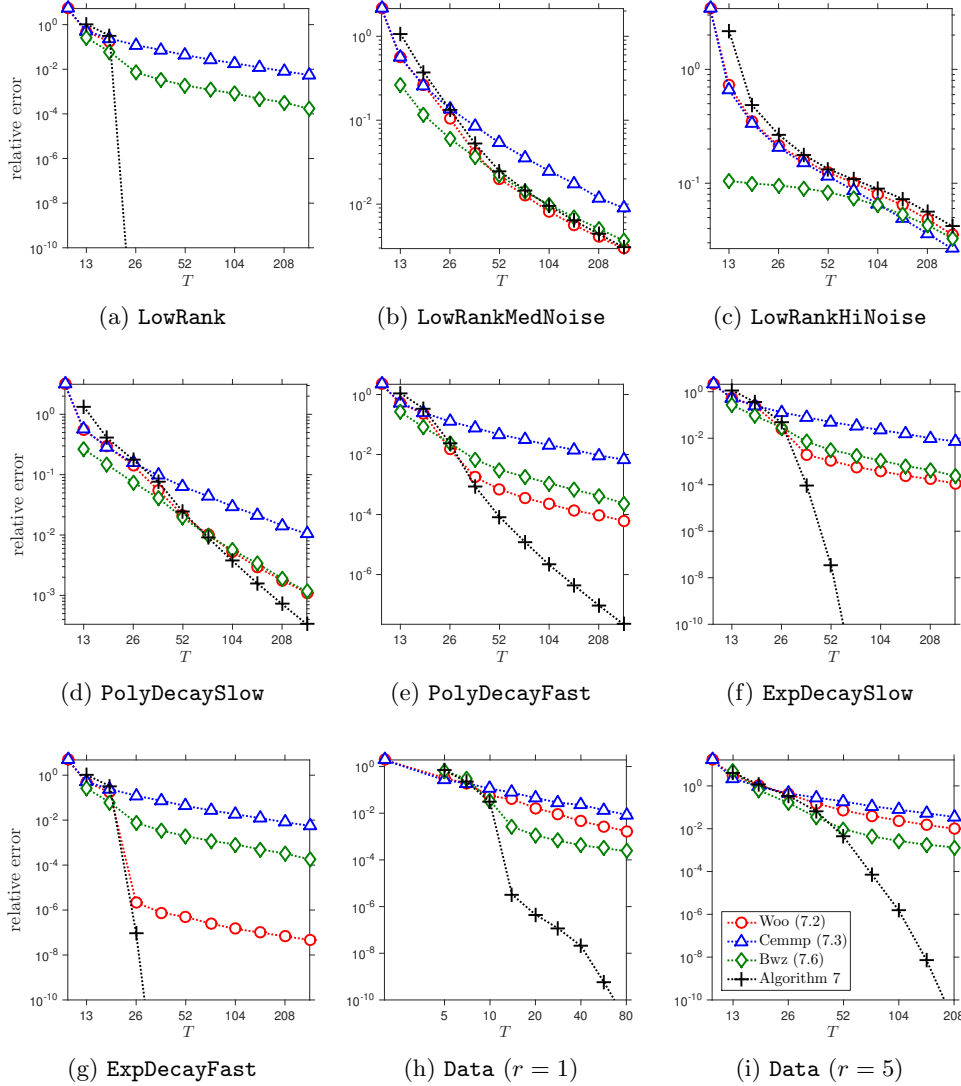 relative error
10^0
10^-2
10^-4
10^-6
10^-8
10^-10
13 26 52 104 208
T
(a) LowRank
10^0
10^-1
10^-2
13 26 52 104 208
T
(b) LowRankMedNoise
10^0
10^-1
13 26 52 104 208
T
(c) LowRankHiNoise
relative error
10^0
10^-1
10^-2
10^-3
13 26 52 104 208
T
(d) PolyDecaySlow
10^0
10^-2
10^-4
10^-6
13 26 52 104 208
T
(e) PolyDecayFast
10^0
10^-2
10^-4
10^-6
10^-8
10^-10
13 26 52 104 208
T
(f) ExpDecaySlow
relative error
10^0
10^-2
10^-4
10^-6
10^-8
10^-10
13 26 52 104 208
T
(g) ExpDecayFast
10^0
10^-2
10^-4
10^-6
10^-8
10^-10
5 10 20 40 80
T
(h) Data (r = 1)
10^0
10^-2
10^-4
10^-6
10^-8
10^-10
Woo (7.2)
Cemmp (7.3)
Bwz (7.6)
Algorithm 7
13 26 52 104 208
T
(i) Data (r = 5)